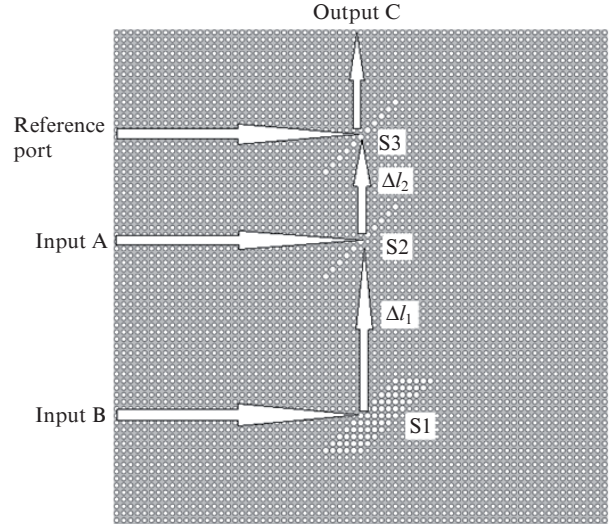 Output C
Reference
port
S3
Δl₂
Input A
S2
Δl₁
Input B
S1